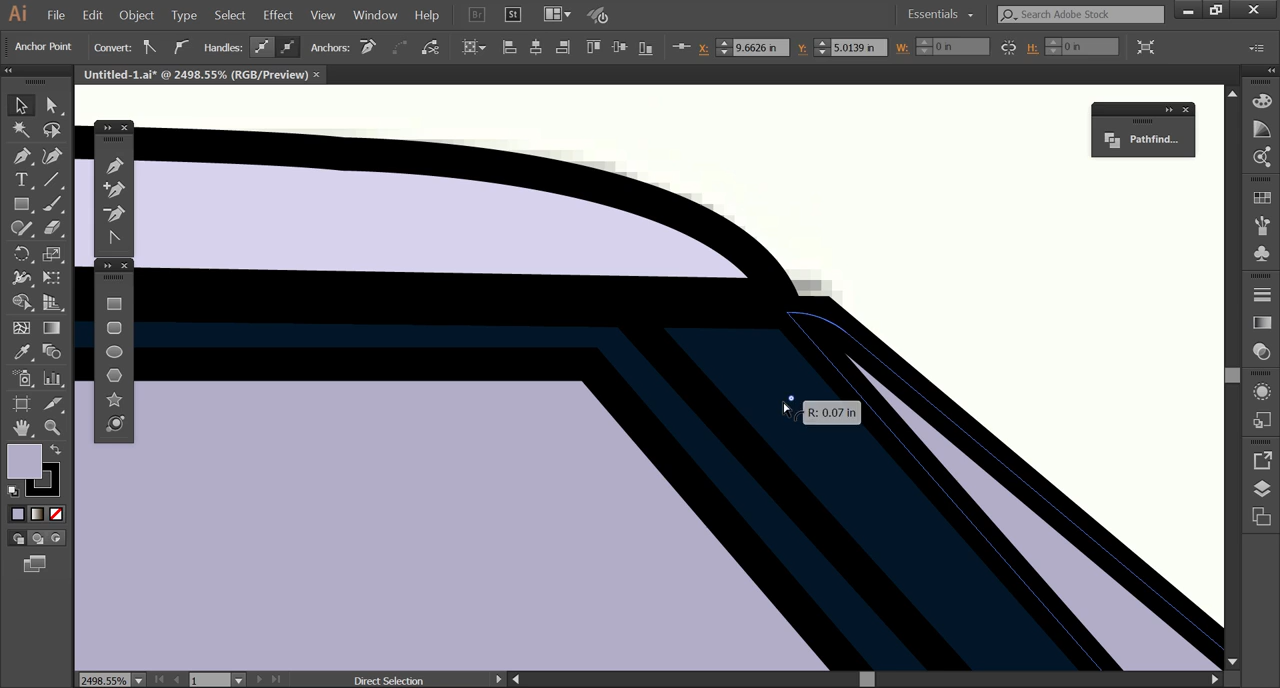 Ai File Edit Object Type Select Effect View Window Help Br St Essentials Search Adobe Stock
Anchor Point Convert: Handles: Anchors: X: 9.6626 in Y: 5.0139 in W: 0 in H: 0 in
Untitled-1.ai* @ 2498.55% (RGB/Preview) ×
Pathfind...
R: 0.07 in
2498.55% 1 Direct Selection